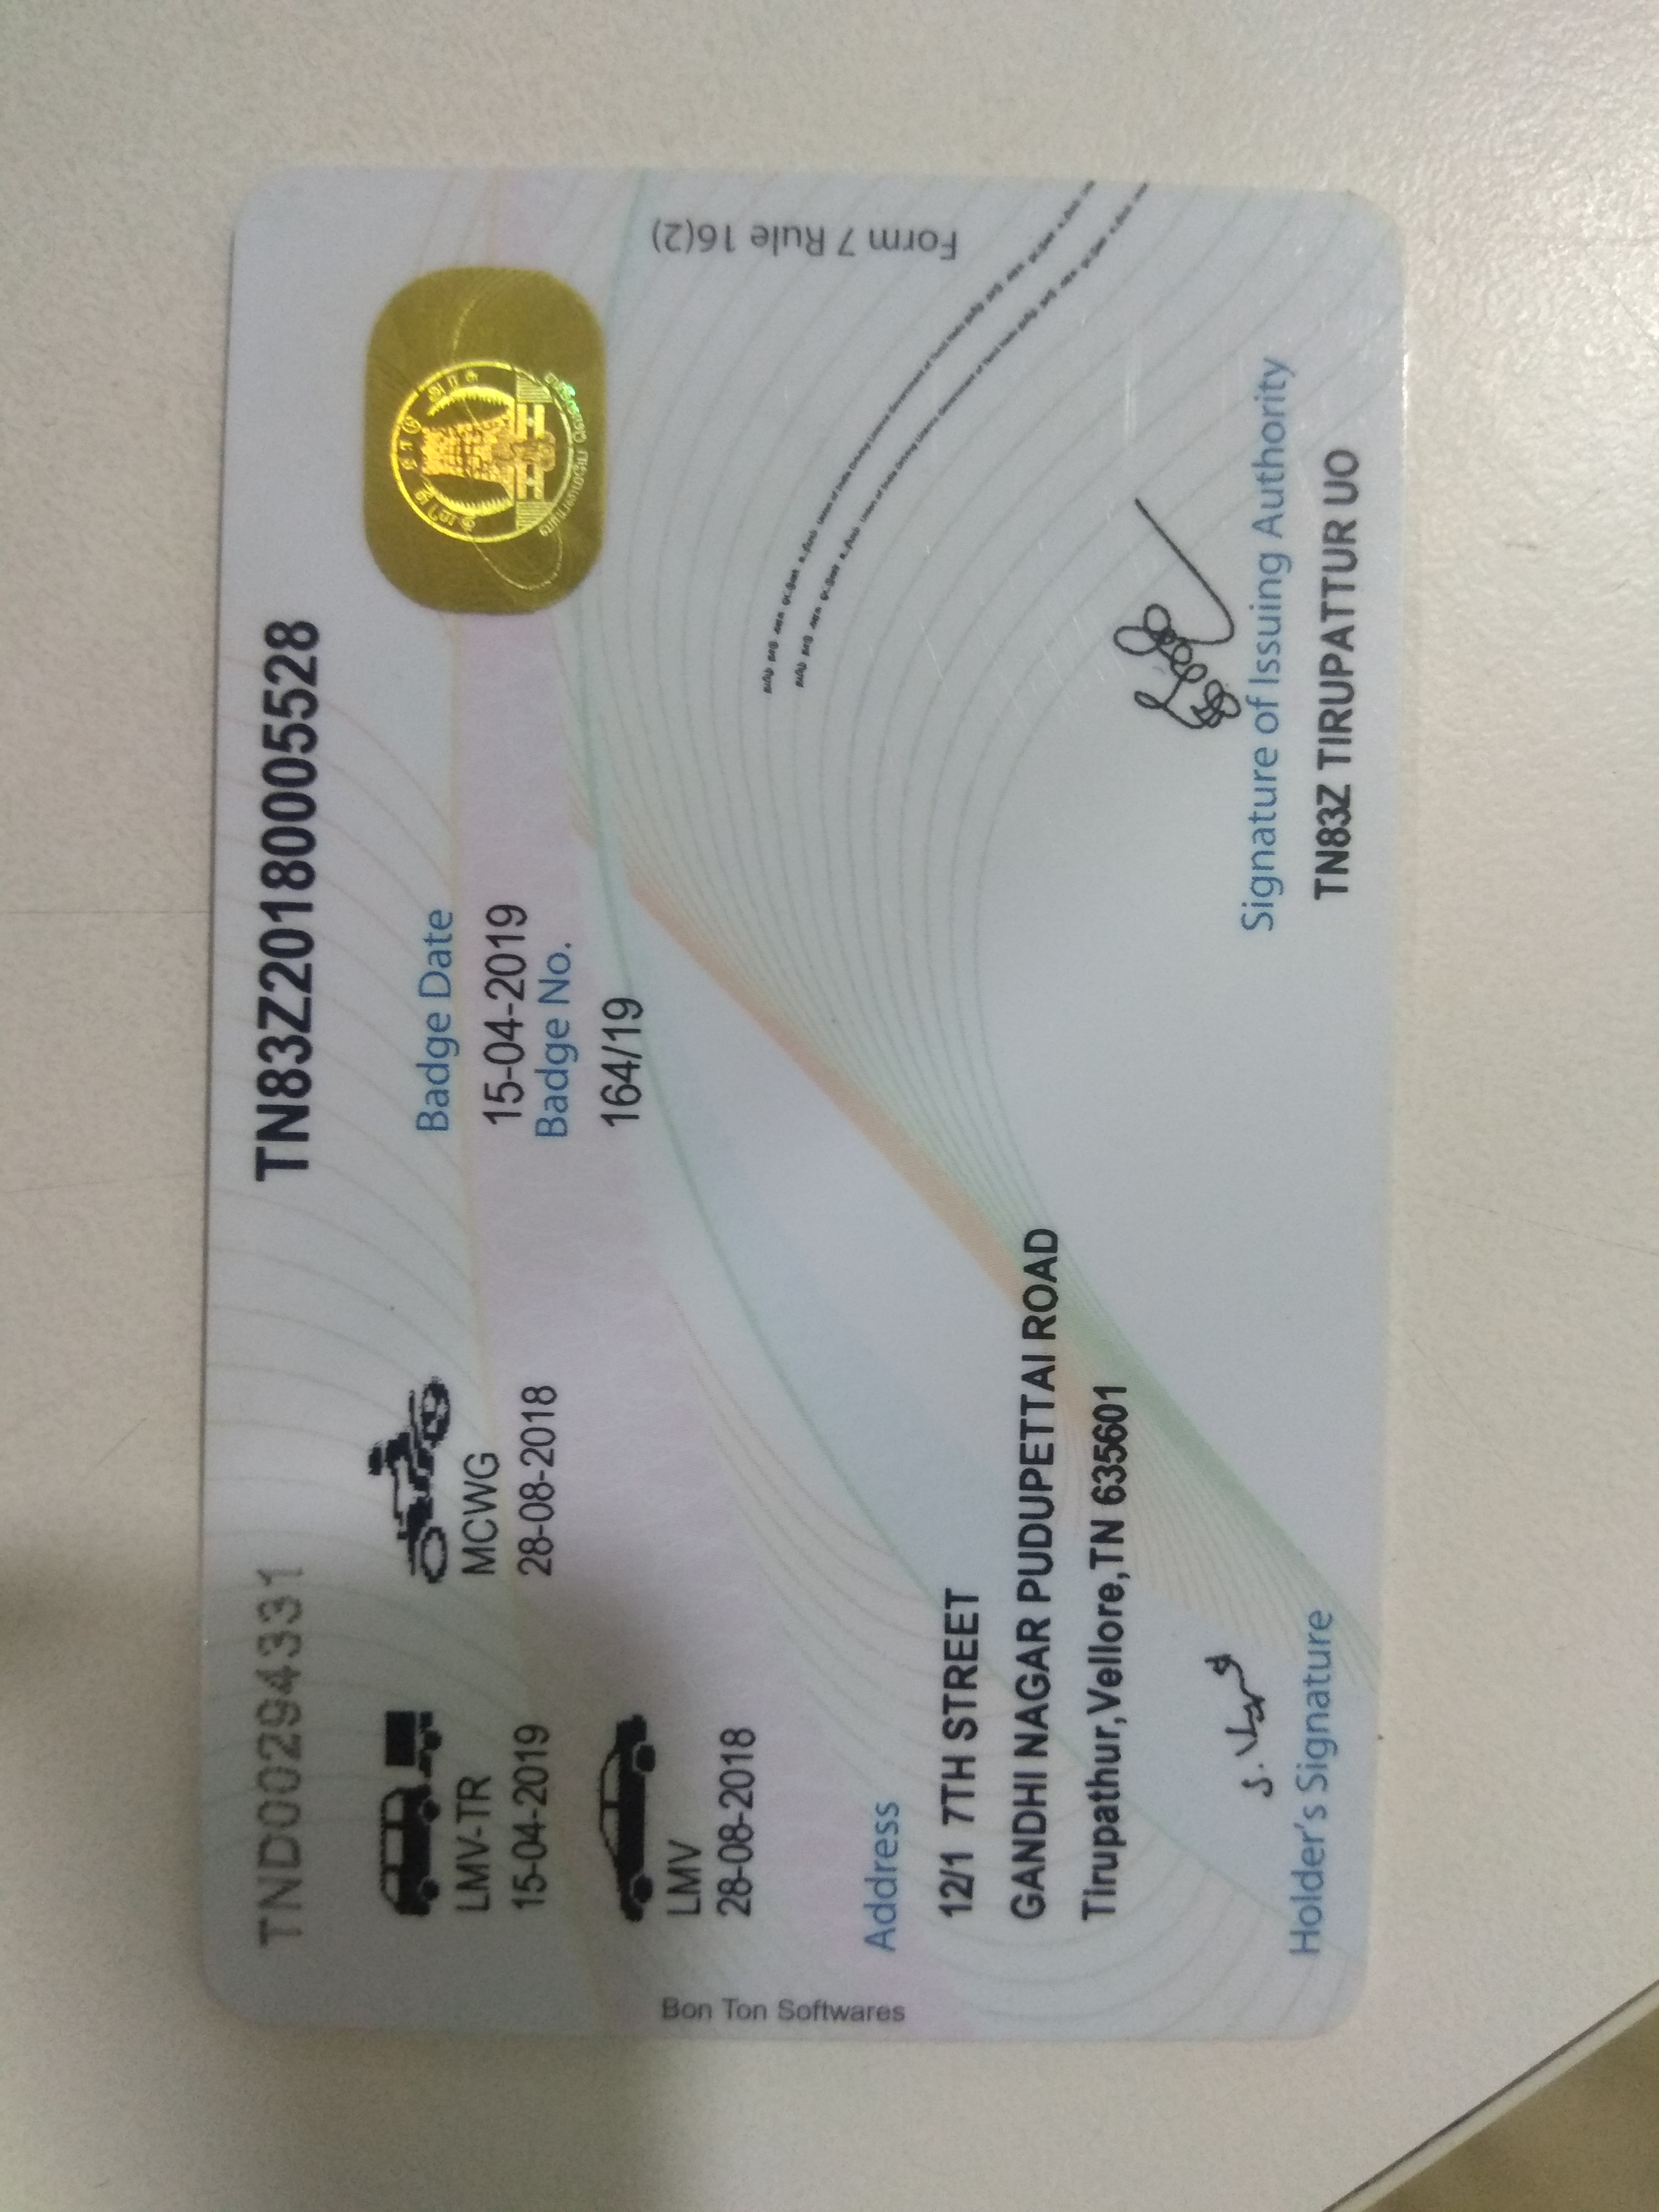 TND00294331
TN83Z20180005528
LMV-TR
15-04-2019
MCWG
28-08-2018
Badge Date
15-04-2019
Badge No.
164/19
LMV
28-08-2018
Form 7 Rule 16(2)
Bon Ton Softwares
Address
12/1 7TH STREET
GANDHI NAGAR PUDUPETTAI ROAD
Tirupathur,Vellore,TN 635601
Holder's Signature
Signature of Issuing Authority
TN83Z TIRUPATTUR UO